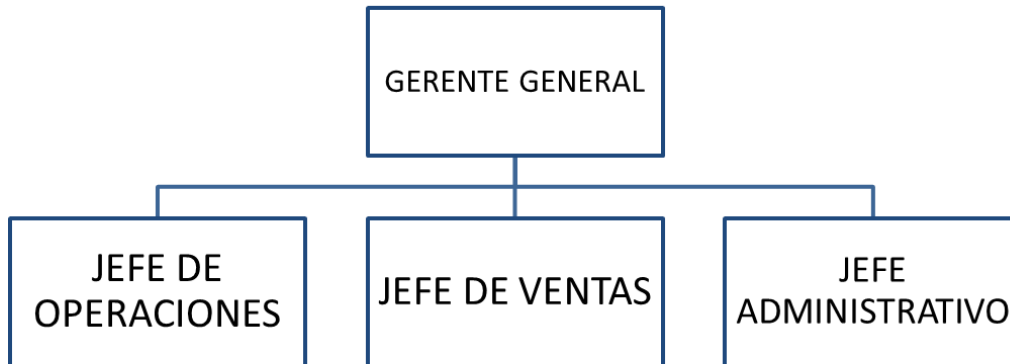 GERENTE GENERAL
JEFE DE
OPERACIONES
JEFE DE VENTAS
JEFE
ADMINISTRATIVO